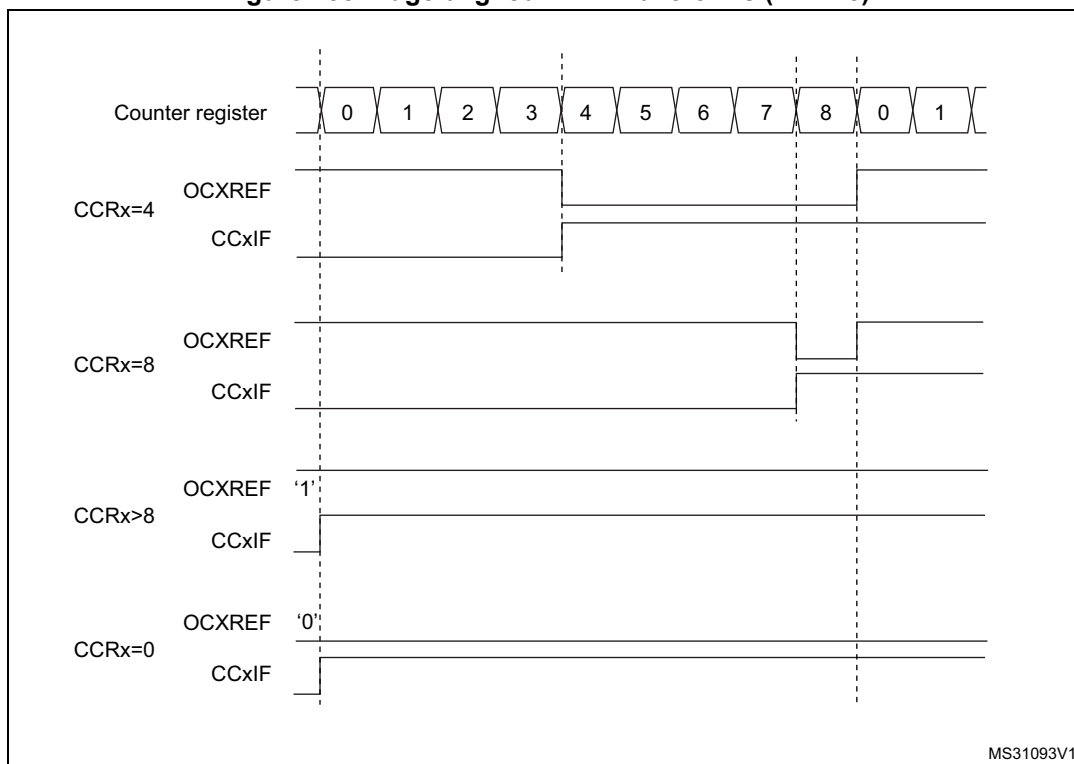 Counter register 0 1 2 3 4 5 6 7 8 0 1
OCXREF
CCRx=4
CCxIF
OCXREF
CCRx=8
CCxIF
OCXREF '1'
CCRx>8
CCxIF
OCXREF '0'
CCRx=0
CCxIF
MS31093V1